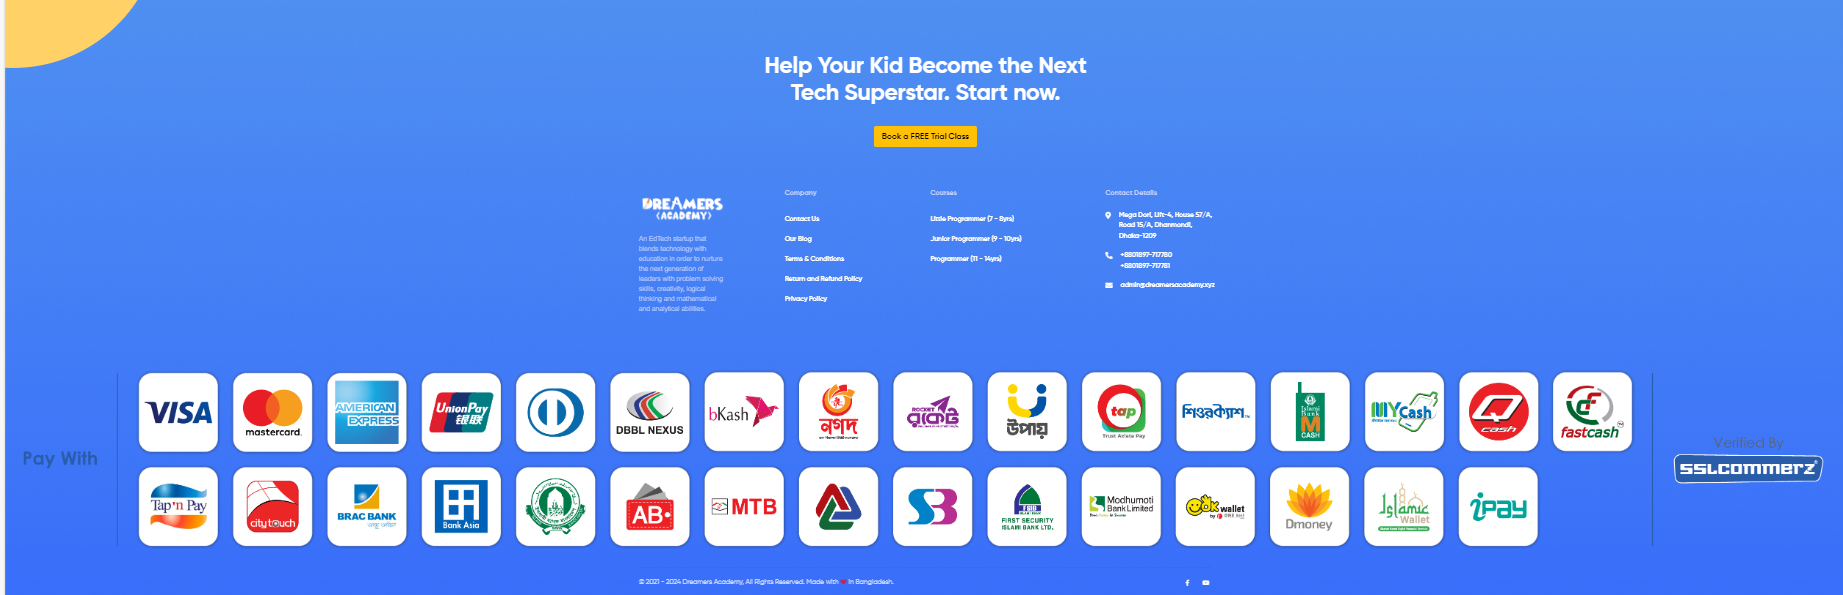 Help Your Kid Become the Next
Tech Superstar. Start now.
Book a FREE Trial Class
DREAMERS
(ACADEMY)
An EdTech startup that
blends technology with
education in order to nurture
the next generation of
leaders with problem solving
skills, creativity, logical
thinking and mathematical
and analytical abilities.
Company
Contact Us
Our Blog
Terms & Conditions
Return and Refund Policy
Privacy Policy
Courses
Little Programmer (7 - 8yrs)
Junior Programmer (9 - 10yrs)
Programmer (11 - 14yrs)
Contact Details
Mega Dori, Lift-4, House 57/A,
Road 15/A, Dhanmondi,
Dhaka-1209
+8801897-717780
+8801897-717781
admin@dreamersacademy.xyz
Pay With
VISA
mastercard.
AMERICAN
EXPRESS
UnionPay
银联
DBBL NEXUS
bKash
নগদ
ROCKET
রকেট
উপায়
tap
Trust Axiata Pay
শিওরক্যাশ
Islami
Bank
M
CASH
MYCash
Q
cash
fastcash
Tap'n Pay
citytouch
BRAC BANK
Bank Asia
AB
MTB
SB
FSIB
FIRST SECURITY
ISLAMI BANK LTD.
Modhumoti
Bank Limited
OK wallet
Dmoney
Islamic
Wallet
iPay
Verified By
SSLCOMMERZ
© 2021 - 2024 Dreamers Academy, All Rights Reserved. Made with ❤ in Bangladesh.